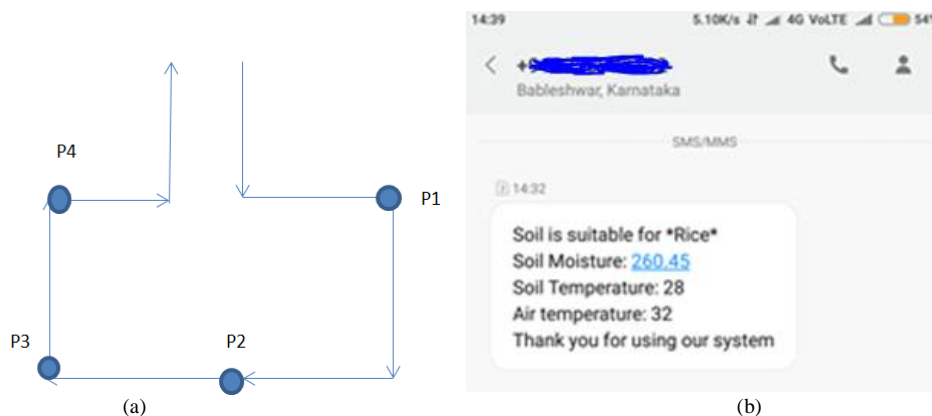 P4
P1
P3
P2
(a)
14:39 5.10K/s 4G VoLTE 54%
Bableshwar, Karnataka
SMS/MMS
14:32
Soil is suitable for *Rice*
Soil Moisture: 260.45
Soil Temperature: 28
Air temperature: 32
Thank you for using our system
(b)